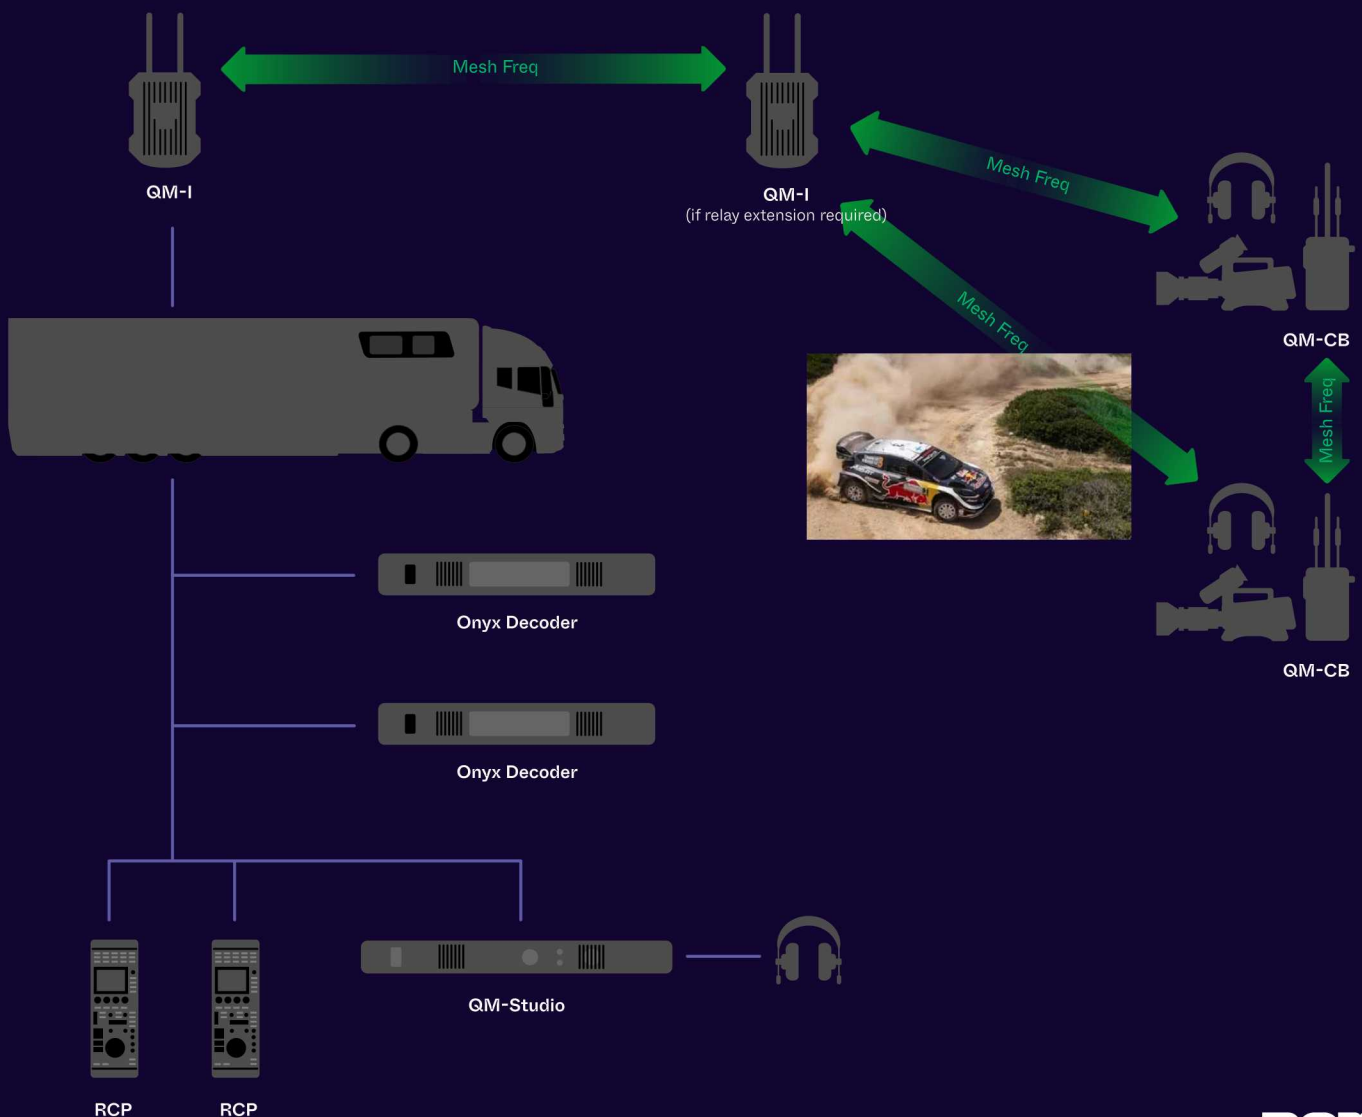 Mesh Freq
QM-I
QM-I
(if relay extension required)
Mesh Freq
Mesh Freq
QM-CB
Mesh Freq
QM-CB
Onyx Decoder
Onyx Decoder
QM-Studio
RCP
RCP